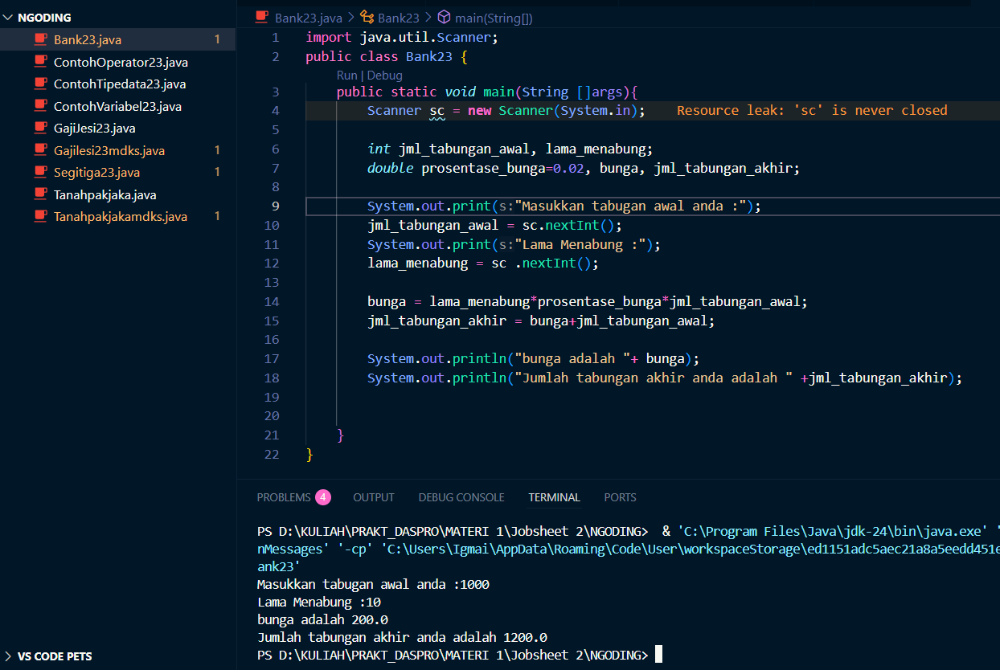 NGODING
Bank23.java 1
ContohOperator23.java
ContohTipedata23.java
ContohVariabel23.java
GajiJesi23.java
Gajilesi23mdks.java 1
Segitiga23.java 1
Tanahpakjaka.java
Tanahpakjakamdks.java 1
VS CODE PETS
Bank23.java > Bank23 > main(String[])
1 import java.util.Scanner;
2 public class Bank23 {
Run | Debug
3 public static void main(String []args){
4 Scanner sc = new Scanner(System.in); Resource leak: 'sc' is never closed
5
6 int jml_tabungan_awal, lama_menabung;
7 double prosentase_bunga=0.02, bunga, jml_tabungan_akhir;
8
9 System.out.print(s:"Masukkan tabugan awal anda :");
10 jml_tabungan_awal = sc.nextInt();
11 System.out.print(s:"Lama Menabung :");
12 lama_menabung = sc .nextInt();
13
14 bunga = lama_menabung*prosentase_bunga*jml_tabungan_awal;
15 jml_tabungan_akhir = bunga+jml_tabungan_awal;
16
17 System.out.println("bunga adalah "+ bunga);
18 System.out.println("Jumlah tabungan akhir anda adalah " +jml_tabungan_akhir);
19
20
21 }
22 }
PROBLEMS 4 OUTPUT DEBUG CONSOLE TERMINAL PORTS
PS D:\KULIAH\PRAKT_DASPRO\MATERI 1\Jobsheet 2\NGODING> & 'C:\Program Files\Java\jdk-24\bin\java.exe' '
nMessages' '-cp' 'C:\Users\Igmai\AppData\Roaming\Code\User\workspaceStorage\ed1151adc5aec21a8a5eedd451e
ank23'
Masukkan tabugan awal anda :1000
Lama Menabung :10
bunga adalah 200.0
Jumlah tabungan akhir anda adalah 1200.0
PS D:\KULIAH\PRAKT_DASPRO\MATERI 1\Jobsheet 2\NGODING>